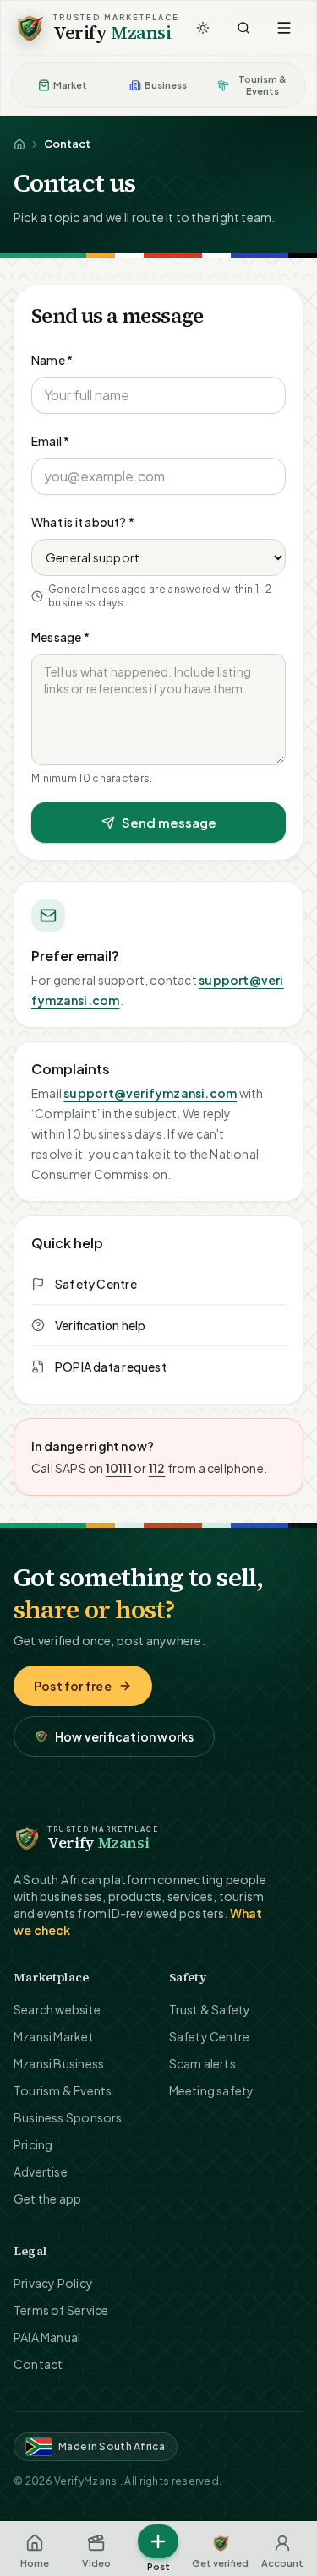 TRUSTED MARKETPLACE
Verify Mzansi
Market
Business
Tourism &
Events
Contact
Contact us
Pick a topic and we'll route it to the right team.
Send us a message
Name *
Your full name
Email *
you@example.com
What is it about? *
General support
General messages are answered within 1–2
business days.
Message *
Tell us what happened. Include listing
links or references if you have them.
Minimum 10 characters.
Send message
Prefer email?
For general support, contact support@veri
fymzansi.com.
Complaints
Email support@verifymzansi.com with
‘Complaint’ in the subject. We reply
within 10 business days. If we can't
resolve it, you can take it to the National
Consumer Commission.
Quick help
Safety Centre
Verification help
POPIA data request
In danger right now?
Call SAPS on 10111 or 112 from a cellphone.
Got something to sell,
share or host?
Get verified once, post anywhere.
Post for free
How verification works
TRUSTED MARKETPLACE
Verify Mzansi
A South African platform connecting people
with businesses, products, services, tourism
and events from ID-reviewed posters. What
we check
Marketplace
Search website
Mzansi Market
Mzansi Business
Tourism & Events
Business Sponsors
Pricing
Advertise
Get the app
Safety
Trust & Safety
Safety Centre
Scam alerts
Meeting safety
Legal
Privacy Policy
Terms of Service
PAIA Manual
Contact
Made in South Africa
© 2026 VerifyMzansi. All rights reserved.
Home
Video
Post
Get verified
Account